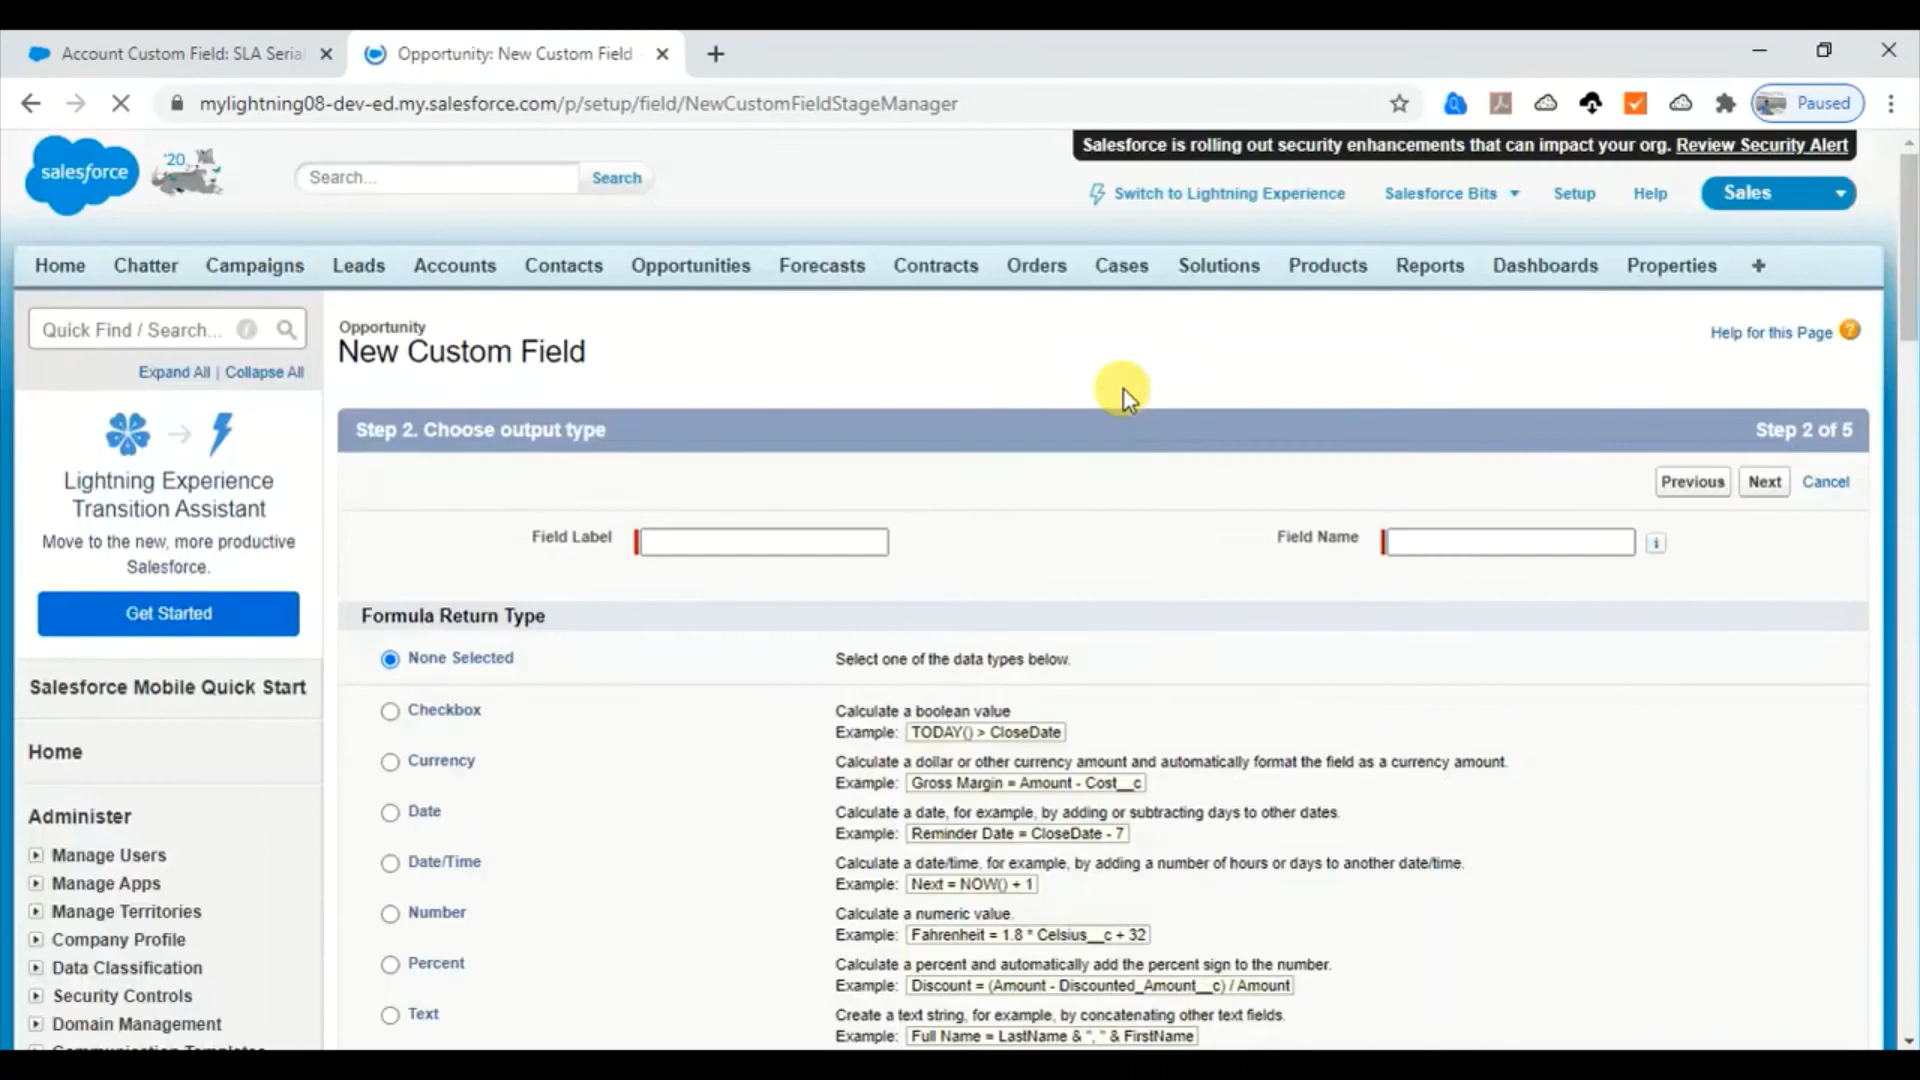 Account Custom Field: SLA Seria
Opportunity: New Custom Field
mylightning08-dev-ed.my.salesforce.com/p/setup/field/NewCustomFieldStageManager
Paused
Salesforce is rolling out security enhancements that can impact your org. Review Security Alert
salesforce
'20
Search...
Search
Switch to Lightning Experience
Salesforce Bits
Setup
Help
Sales
Home Chatter Campaigns Leads Accounts Contacts Opportunities Forecasts Contracts Orders Cases Solutions Products Reports Dashboards Properties +
Quick Find / Search...
Expand All | Collapse All
Lightning Experience
Transition Assistant
Move to the new, more productive
Salesforce.
Get Started
Salesforce Mobile Quick Start
Home
Administer
Manage Users
Manage Apps
Manage Territories
Company Profile
Data Classification
Security Controls
Domain Management
Opportunity
New Custom Field
Help for this Page ?
Step 2. Choose output type
Step 2 of 5
Previous
Next
Cancel
Field Label
Field Name
i
Formula Return Type
None Selected
Select one of the data types below.
Checkbox
Calculate a boolean value
Example: TODAY() > CloseDate
Currency
Calculate a dollar or other currency amount and automatically format the field as a currency amount.
Example: Gross Margin = Amount - Cost__c
Date
Calculate a date, for example, by adding or subtracting days to other dates.
Example: Reminder Date = CloseDate - 7
Date/Time
Calculate a date/time, for example, by adding a number of hours or days to another date/time.
Example: Next = NOW() + 1
Number
Calculate a numeric value.
Example: Fahrenheit = 1.8 * Celsius__c + 32
Percent
Calculate a percent and automatically add the percent sign to the number.
Example: Discount = (Amount - Discounted_Amount__c) / Amount
Text
Create a text string, for example, by concatenating other text fields.
Example: Full Name = LastName & ", " & FirstName